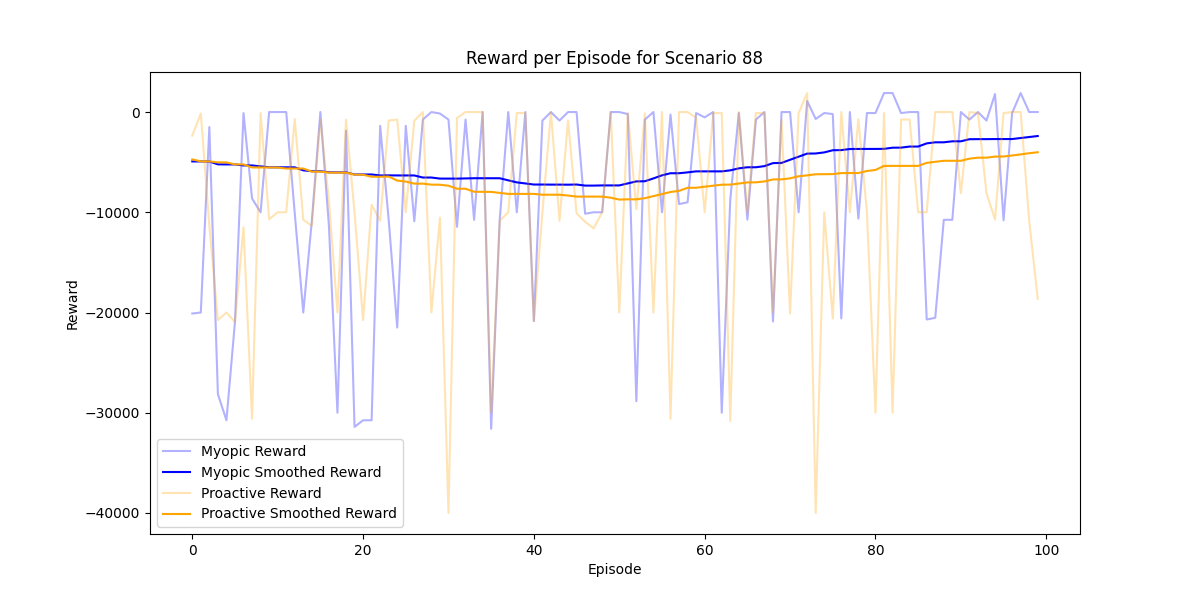 Reward per Episode for Scenario 88
Reward
0
−10000
−20000
−30000
−40000
Myopic Reward
Myopic Smoothed Reward
Proactive Reward
Proactive Smoothed Reward
0 20 40 60 80 100
Episode